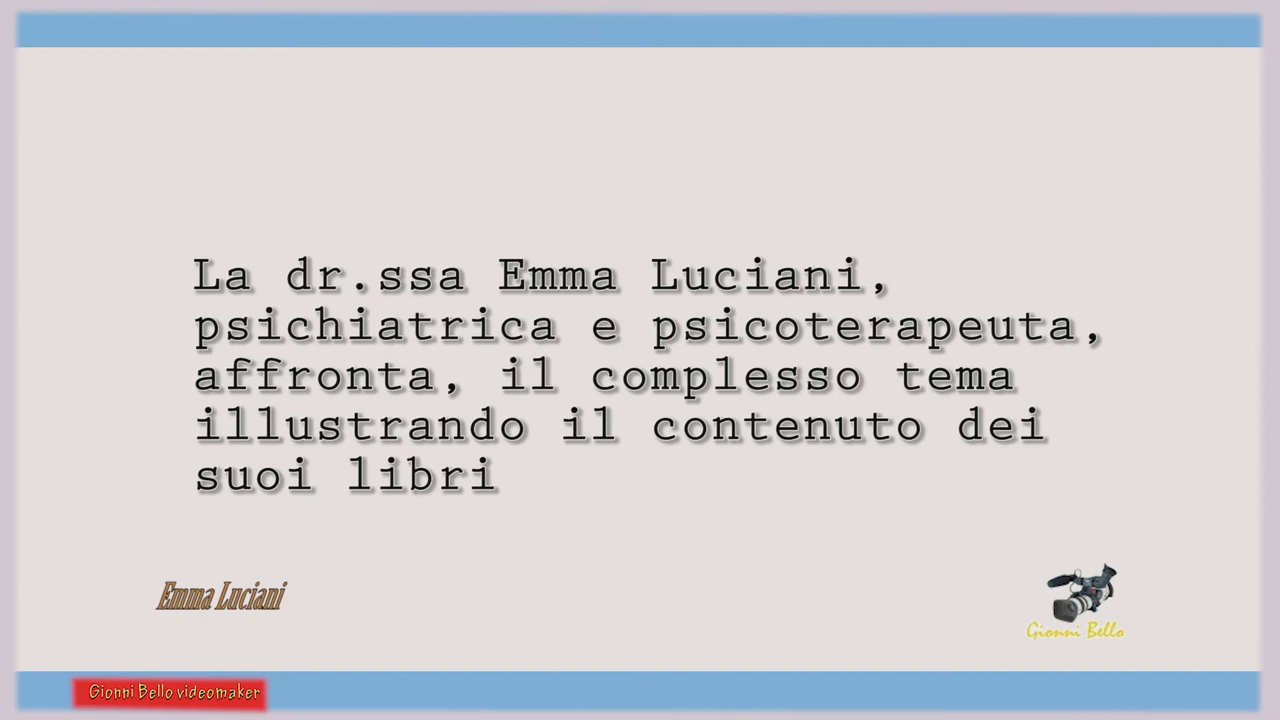 La dr.ssa Emma Luciani,
psichiatrica e psicoterapeuta,
affronta, il complesso tema
illustrando il contenuto dei
suoi libri
Emma Luciani
Gionni Bello
Gionni Bello videomaker